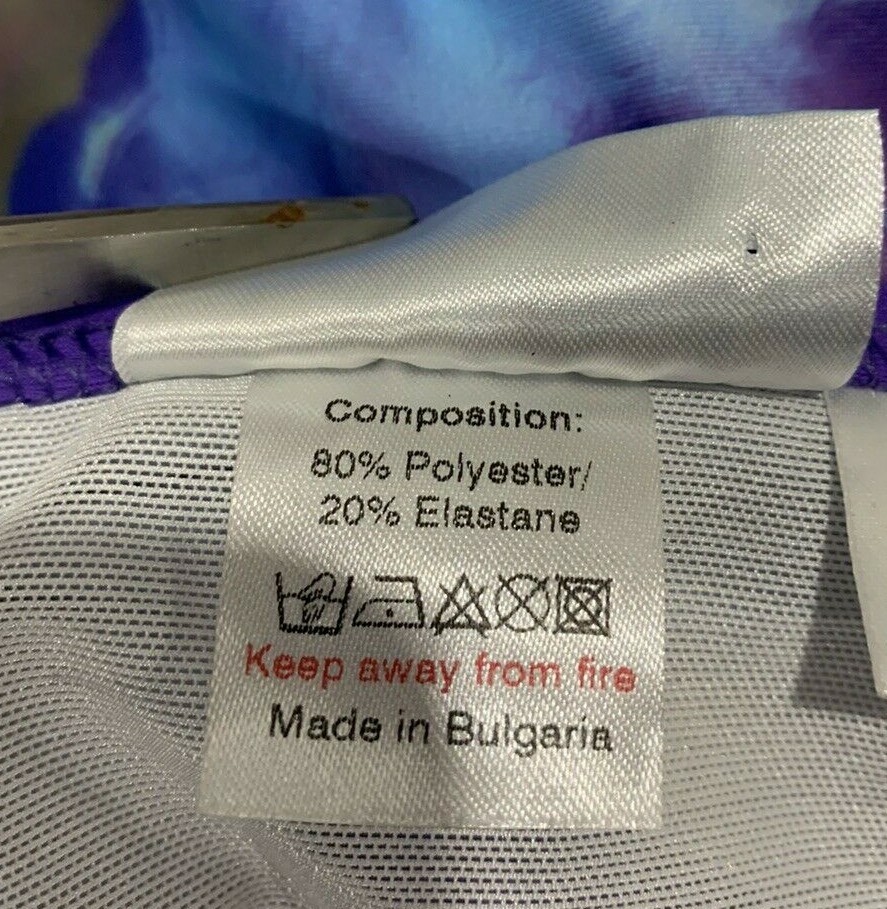 Composition:
80% Polyester/
20% Elastane
Keep away from fire
Made in Bulgaria